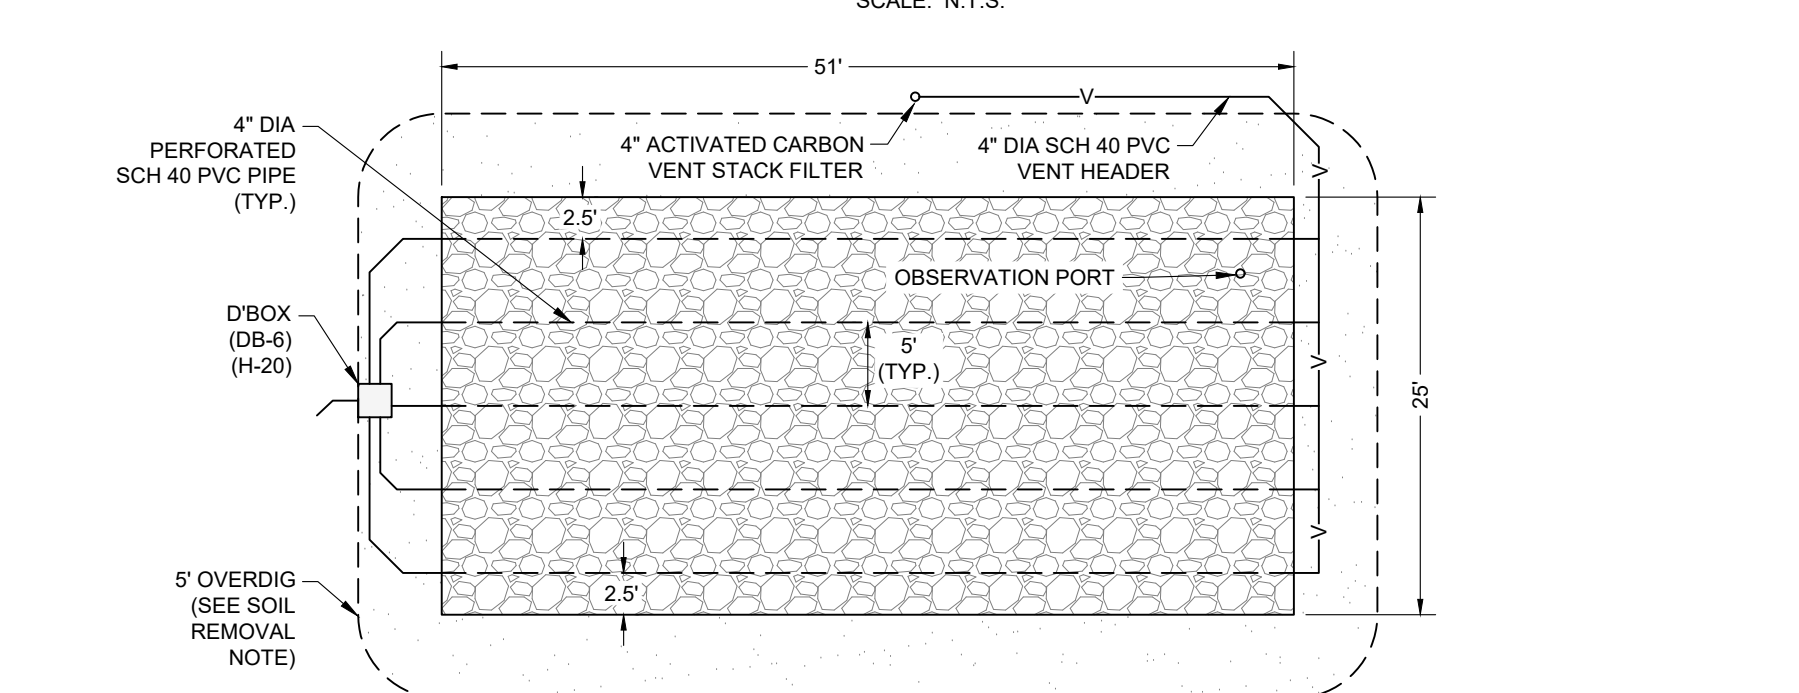 SCALE: N.T.S.
51'
V
4" DIA
PERFORATED
SCH 40 PVC PIPE
(TYP.)
4" ACTIVATED CARBON
VENT STACK FILTER
4" DIA SCH 40 PVC
VENT HEADER
V
2.5'
OBSERVATION PORT
D'BOX
(DB-6)
(H-20)
5'
(TYP.)
V
25'
V
2.5'
5' OVERDIG
(SEE SOIL
REMOVAL
NOTE)